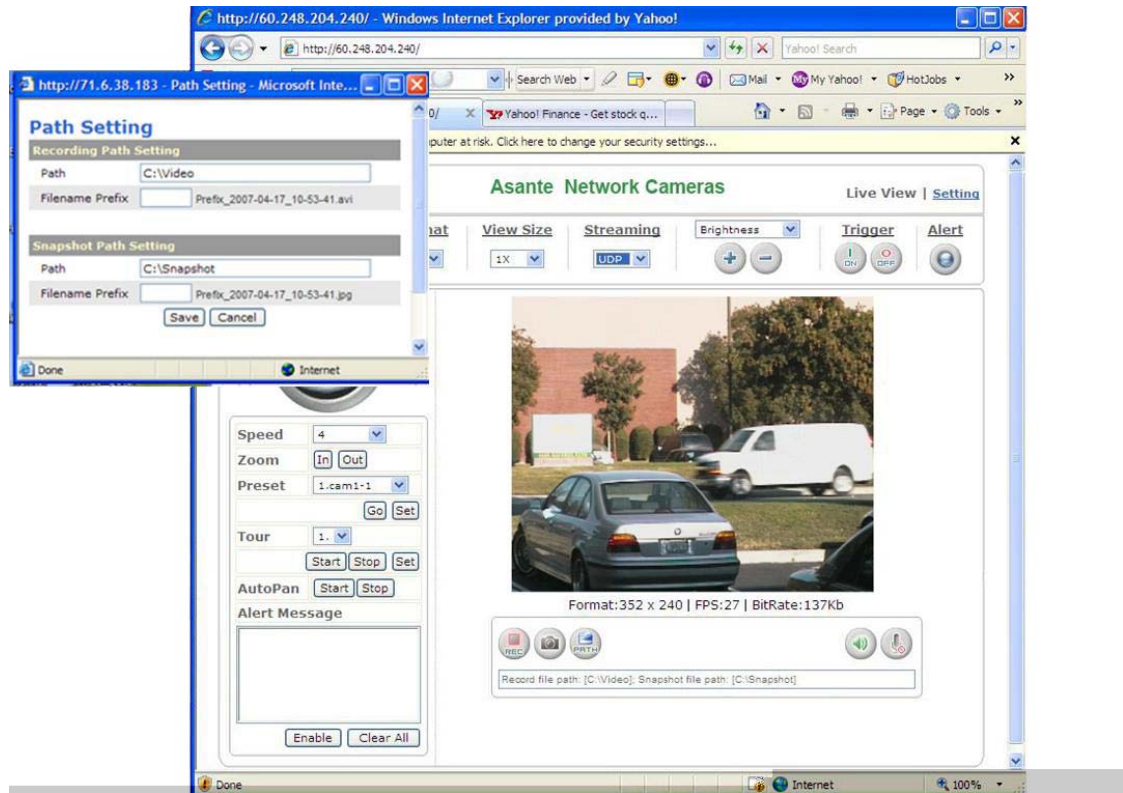 http://60.248.204.240/ - Windows Internet Explorer provided by Yahoo!
http://60.248.204.240/
Yahoo! Search
Search Web
Mail
My Yahoo!
HotJobs
»
0/
Yahoo! Finance - Get stock q...
Page
Tools
»
puter at risk. Click here to change your security settings...
http://71.6.38.183 - Path Setting - Microsoft Inte...
Path Setting
Recording Path Setting
Path C:\Video
Filename Prefix Prefix_2007-04-17_10-53-41.avi
Snapshot Path Setting
Path C:\Snapshot
Filename Prefix Prefix_2007-04-17_10-53-41.jpg
Save Cancel
Done Internet
Asante Network Cameras
Live View | Setting
View Size Streaming Brightness Trigger Alert
1X UDP ON OFF
Speed 4
Zoom In Out
Preset 1.cam1-1
Go Set
Tour 1.
Start Stop Set
AutoPan Start Stop
Alert Message
Enable Clear All
Format:352 x 240 | FPS:27 | BitRate:137Kb
REC PATH
Record file path: [C:\Video]; Snapshot file path: [C:\Snapshot]
Done Internet 100%